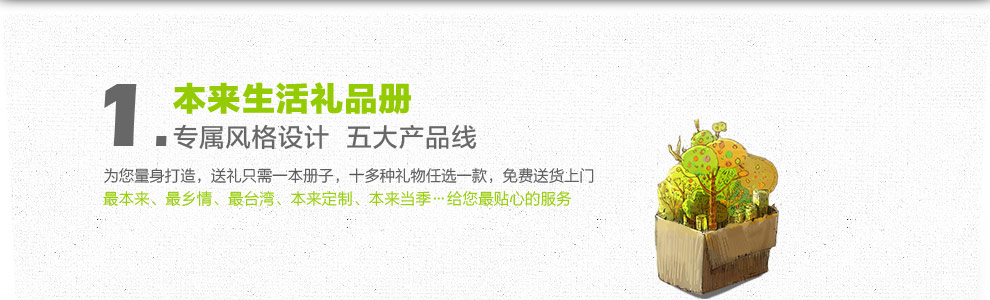 1.
本来生活礼品册
专属风格设计 五大产品线
为您量身打造，送礼只需一本册子，十多种礼物任选一款，免费送货上门
最本来、最乡情、最台湾、本来定制、本来当季…给您最贴心的服务